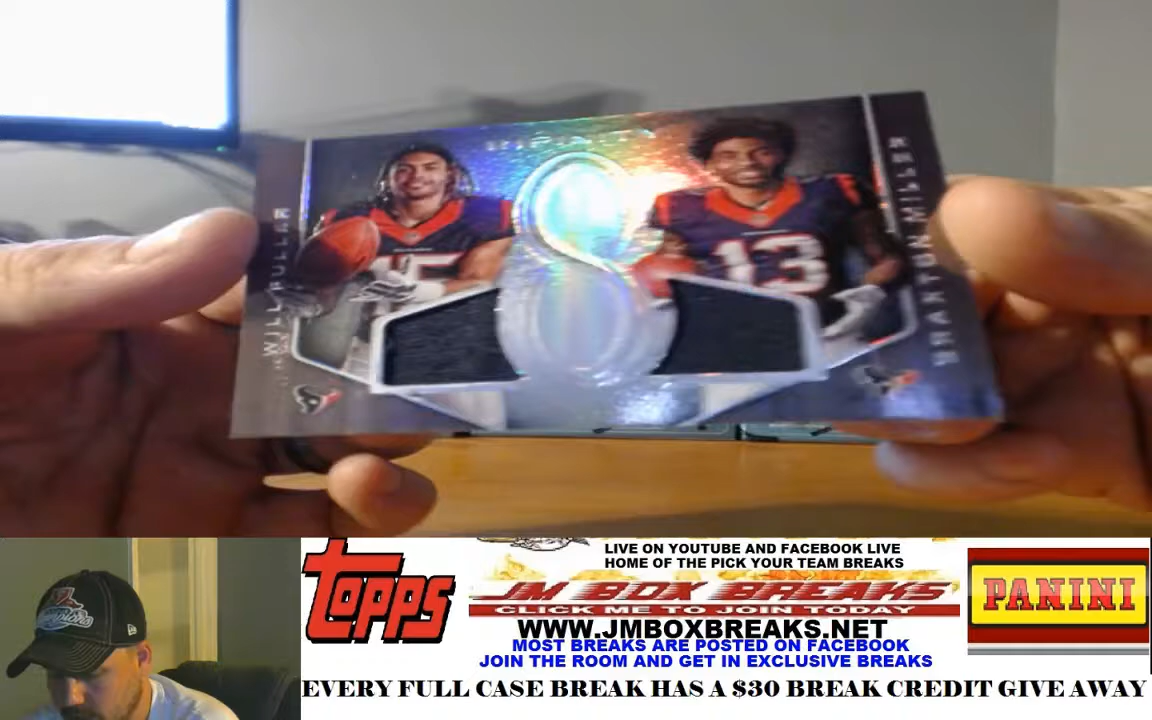 WILL FULLER
15
13
BRAXTON MILLER
topps
LIVE ON YOUTUBE AND FACEBOOK LIVE
HOME OF THE PICK YOUR TEAM BREAKS
JM BOX BREAKS
CLICK ME TO JOIN TODAY
WWW.JMBOXBREAKS.NET
MOST BREAKS ARE POSTED ON FACEBOOK
JOIN THE ROOM AND GET IN EXCLUSIVE BREAKS
PANINI
EVERY FULL CASE BREAK HAS A $30 BREAK CREDIT GIVE AWAY